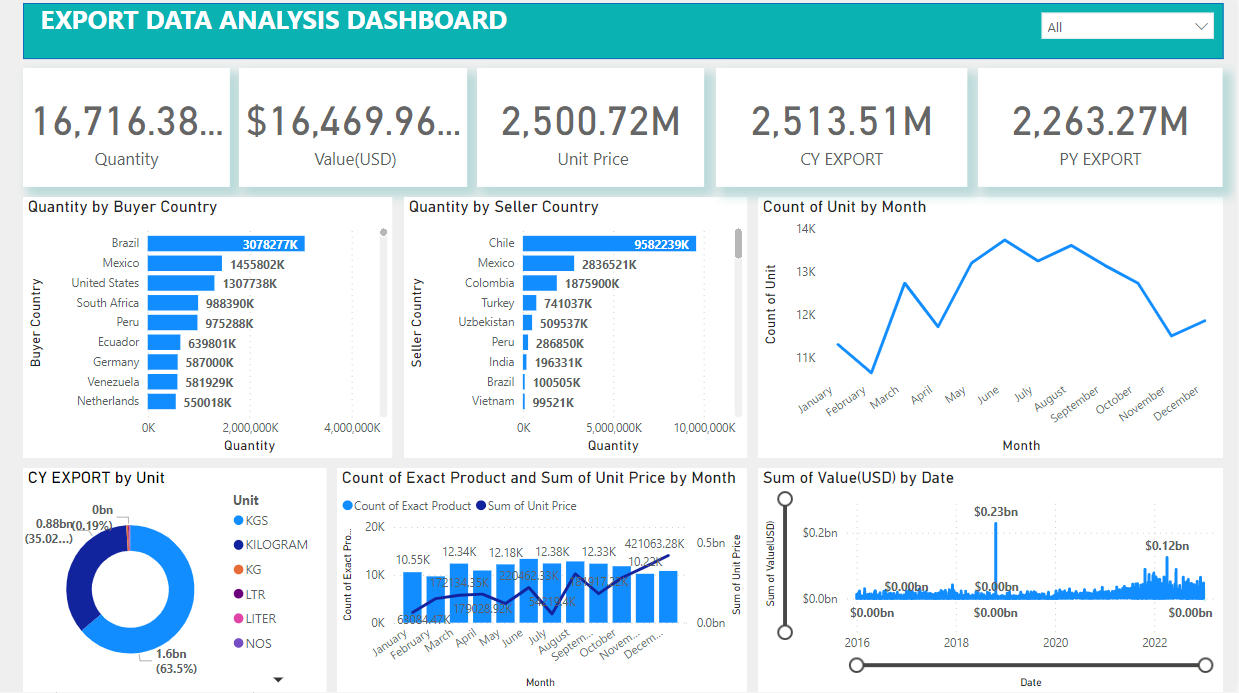 EXPORT DATA ANALYSIS DASHBOARD
All
16,716.38...
Quantity
$16,469.96...
Value(USD)
2,500.72M
Unit Price
2,513.51M
CY EXPORT
2,263.27M
PY EXPORT
Quantity by Buyer Country
Buyer Country
Brazil 3078277K
Mexico 1455802K
United States 1307738K
South Africa 988390K
Peru 975288K
Ecuador 639801K
Germany 587000K
Venezuela 581929K
Netherlands 550018K
0K 2,000,000K 4,000,000K
Quantity
Quantity by Seller Country
Seller Country
Chile 9582239K
Mexico 2836521K
Colombia 1875900K
Turkey 741037K
Uzbekistan 509537K
Peru 286850K
India 196331K
Brazil 100505K
Vietnam 99521K
0K 5,000,000K 10,000,000K
Quantity
Count of Unit by Month
Count of Unit
14K
13K
12K
11K
January February March April May June July August September October November December
Month
CY EXPORT by Unit
0bn
(0.19%)
0.88bn
(35.02...)
1.6bn
(63.5%)
Unit
KGS
KILOGRAM
KG
LTR
LITER
NOS
Count of Exact Product and Sum of Unit Price by Month
Count of Exact Product Sum of Unit Price
Count of Exact Pro...
20K
10K
0K
10.55K 12.34K 12.18K 12.38K 12.33K 10.22K
421063.28K
172134.35K
179028.92K
220462.33K
0.5bn
0.0bn
Sum of Unit Price
January February March April May June July August Septem... October Novem... Decem...
Month
Sum of Value(USD) by Date
Sum of Value(USD)
$0.2bn
$0.0bn
$0.23bn
$0.12bn
$0.00bn $0.00bn
$0.00bn $0.00bn $0.00bn
2016 2018 2020 2022
Date